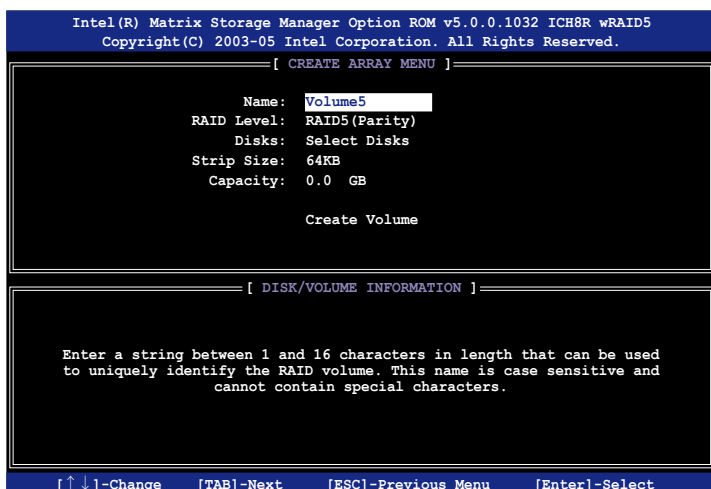 Intel(R) Matrix Storage Manager Option ROM v5.0.0.1032 ICH8R wRAID5
Copyright(C) 2003-05 Intel Corporation. All Rights Reserved.
[ CREATE ARRAY MENU ]
Name: Volume5
RAID Level: RAID5(Parity)
Disks: Select Disks
Strip Size: 64KB
Capacity: 0.0 GB
Create Volume
[ DISK/VOLUME INFORMATION ]
Enter a string between 1 and 16 characters in length that can be used
to uniquely identify the RAID volume. This name is case sensitive and
cannot contain special characters.
[↑↓]-Change [TAB]-Next [ESC]-Previous Menu [Enter]-Select